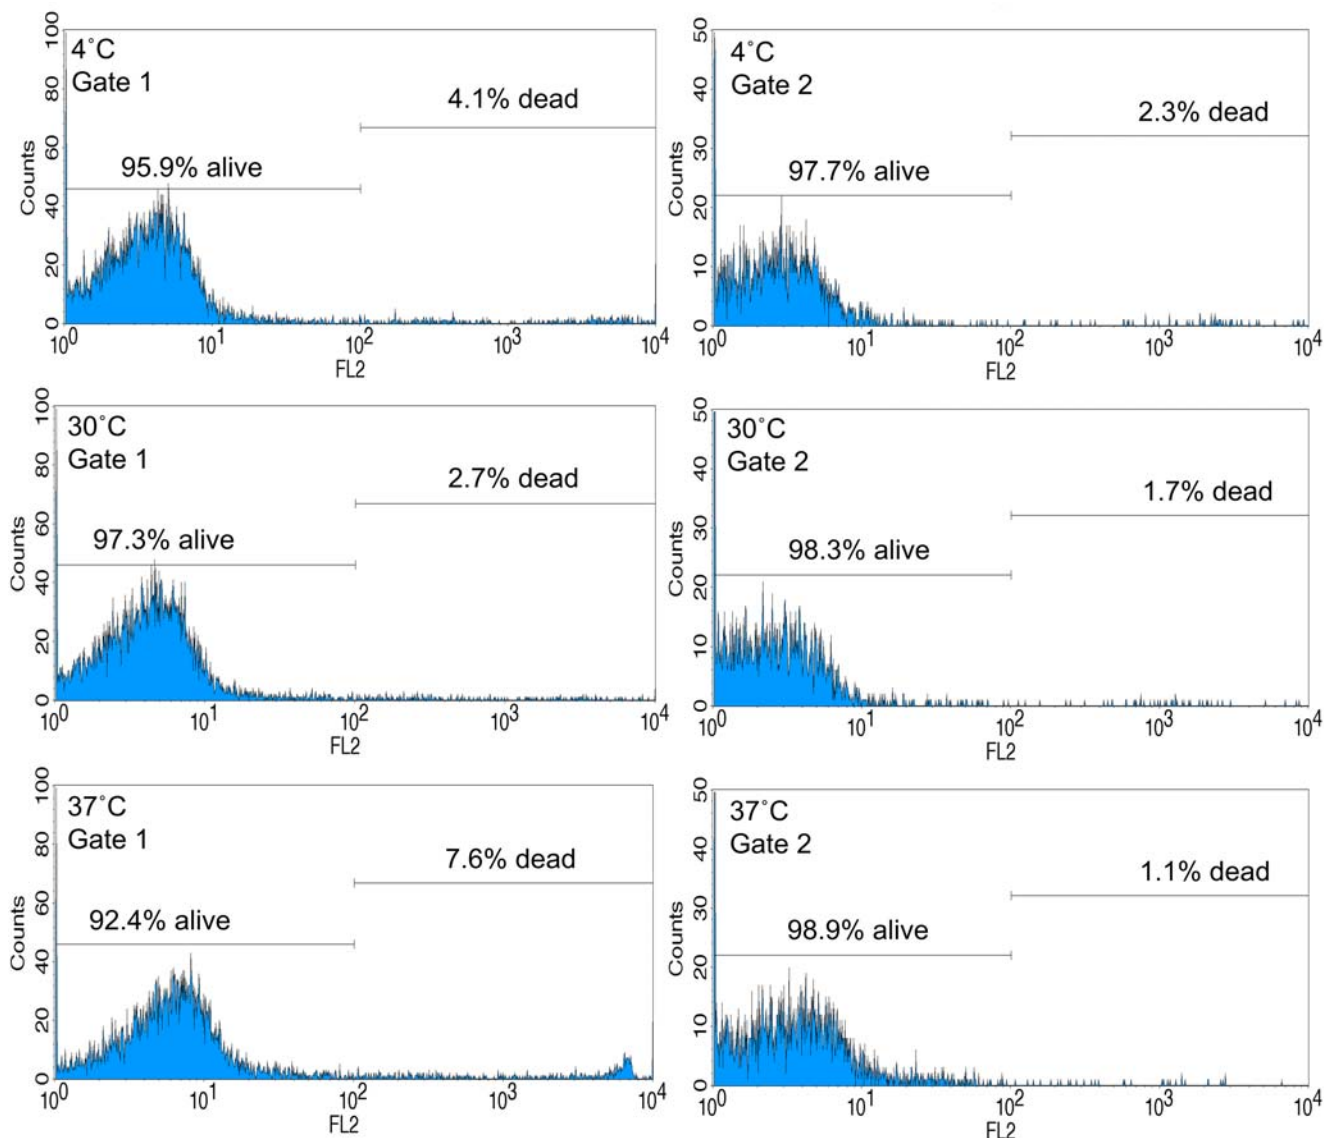 4˚C
Gate 1
4.1% dead
95.9% alive
Counts
0 20 40 60 80 100
10^0 10^1 10^2 10^3 10^4
FL2
4˚C
Gate 2
2.3% dead
97.7% alive
Counts
0 10 20 30 40 50
10^0 10^1 10^2 10^3 10^4
FL2
30˚C
Gate 1
2.7% dead
97.3% alive
Counts
0 20 40 60 80 100
10^0 10^1 10^2 10^3 10^4
FL2
30˚C
Gate 2
1.7% dead
98.3% alive
Counts
0 10 20 30 40 50
10^0 10^1 10^2 10^3 10^4
FL2
37˚C
Gate 1
7.6% dead
92.4% alive
Counts
0 20 40 60 80 100
10^0 10^1 10^2 10^3 10^4
FL2
37˚C
Gate 2
1.1% dead
98.9% alive
Counts
0 10 20 30 40 50
10^0 10^1 10^2 10^3 10^4
FL2